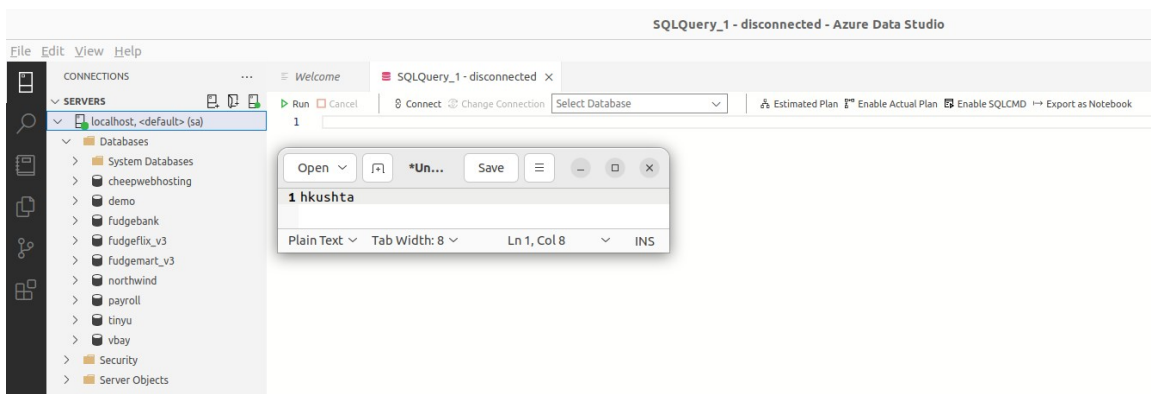 SQLQuery_1 - disconnected - Azure Data Studio
File Edit View Help
CONNECTIONS ...
Welcome
SQLQuery_1 - disconnected
SERVERS
Run Cancel Connect Change Connection Select Database Estimated Plan Enable Actual Plan Enable SQLCMD Export as Notebook
localhost, <default> (sa)
1
Databases
System Databases
cheepwebhosting
demo
fudgebank
fudgeflix_v3
fudgemart_v3
northwind
payroll
tinyu
vbay
Security
Server Objects
Open *Un... Save
1 hkushta
Plain Text Tab Width: 8 Ln 1, Col 8 INS